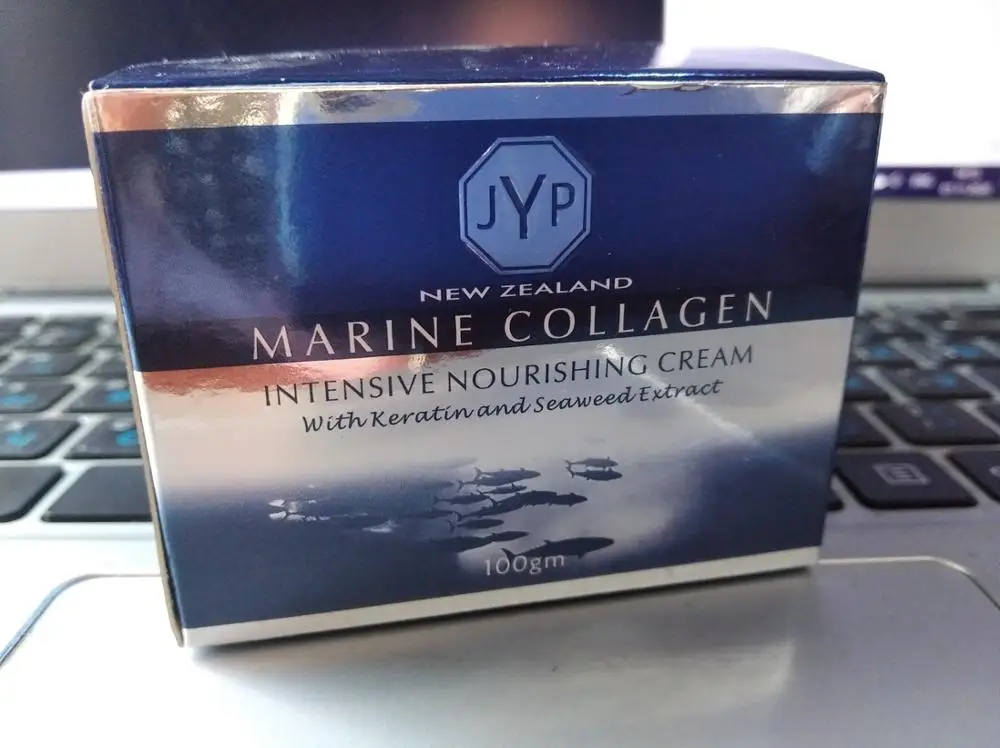 JYP
NEW ZEALAND
MARINE COLLAGEN
INTENSIVE NOURISHING CREAM
With Keratin and Seaweed Extract
100gm